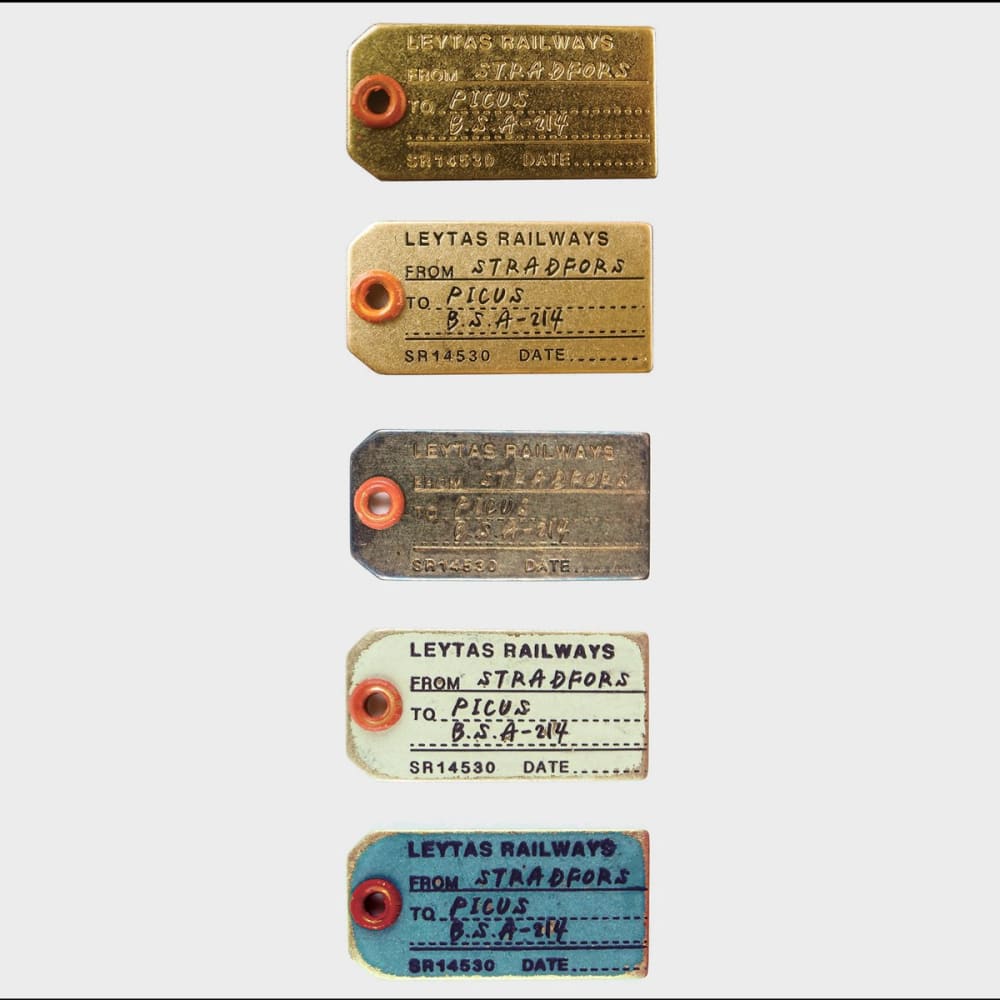 LEYTAS RAILWAYS
FROM STRADFORS
TO PICUS
B.S.A-214
SR14530 DATE........
LEYTAS RAILWAYS
FROM STRADFORS
TO PICUS
B.S.A-214
SR14530 DATE........
LEYTAS RAILWAYS
FROM STRADFORS
TO PICUS
B.S.A-214
SR14530 DATE........
LEYTAS RAILWAYS
FROM STRADFORS
TO PICUS
B.S.A-214
SR14530 DATE........
LEYTAS RAILWAYS
FROM STRADFORS
TO PICUS
B.S.A-214
SR14530 DATE........